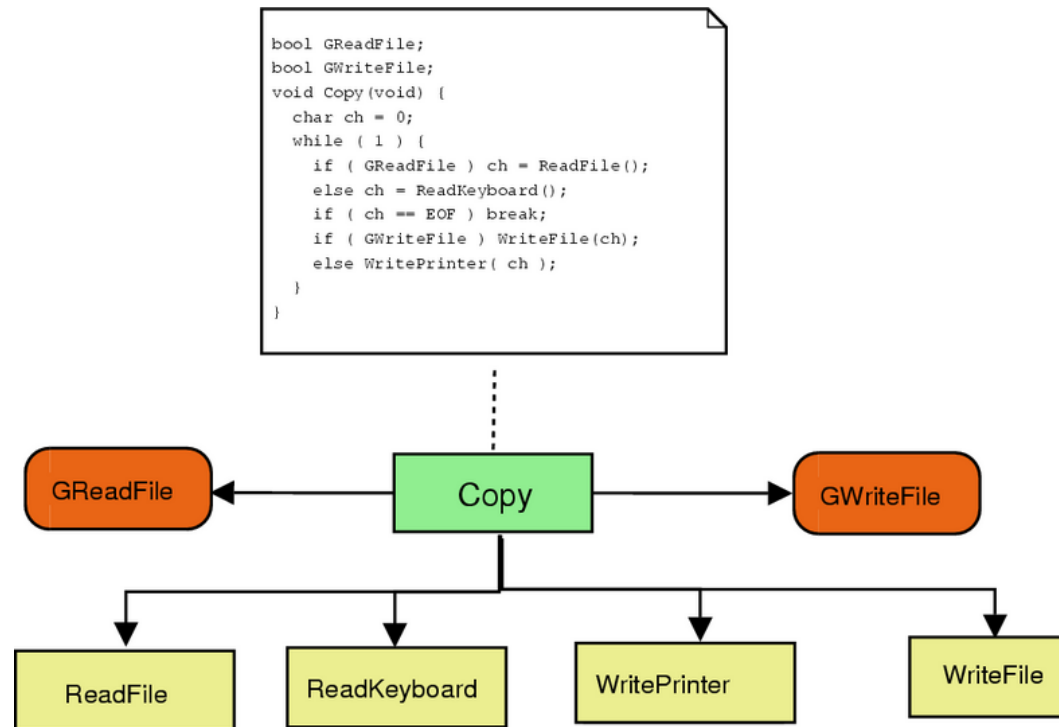 bool GReadFile;
bool GWriteFile;
void Copy(void) {
  char ch = 0;
  while ( 1 ) {
    if ( GReadFile ) ch = ReadFile();
    else ch = ReadKeyboard();
    if ( ch == EOF ) break;
    if ( GWriteFile ) WriteFile(ch);
    else WritePrinter( ch );
  }
}
GReadFile
Copy
GWriteFile
ReadFile
ReadKeyboard
WritePrinter
WriteFile